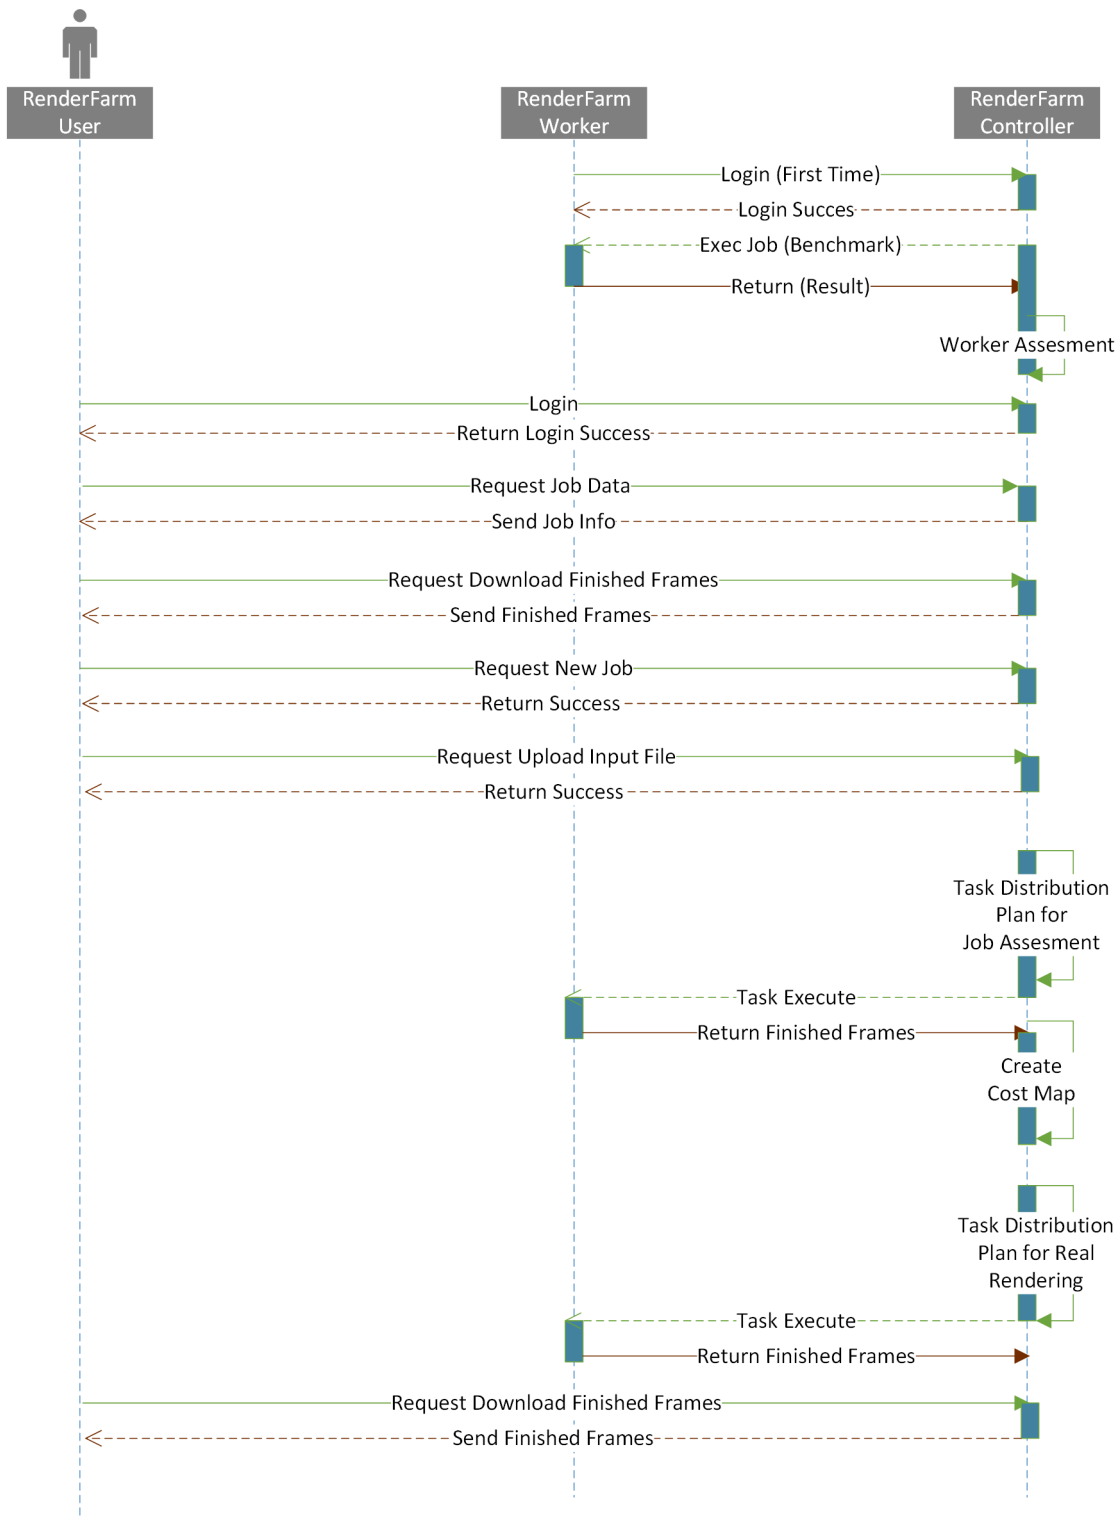 RenderFarm
User
RenderFarm
Worker
RenderFarm
Controller
Login (First Time)
Login Succes
Exec Job (Benchmark)
Return (Result)
Worker Assesment
Login
Return Login Success
Request Job Data
Send Job Info
Request Download Finished Frames
Send Finished Frames
Request New Job
Return Success
Request Upload Input File
Return Success
Task Distribution
Plan for
Job Assesment
Task Execute
Return Finished Frames
Create
Cost Map
Task Distribution
Plan for Real
Rendering
Task Execute
Return Finished Frames
Request Download Finished Frames
Send Finished Frames